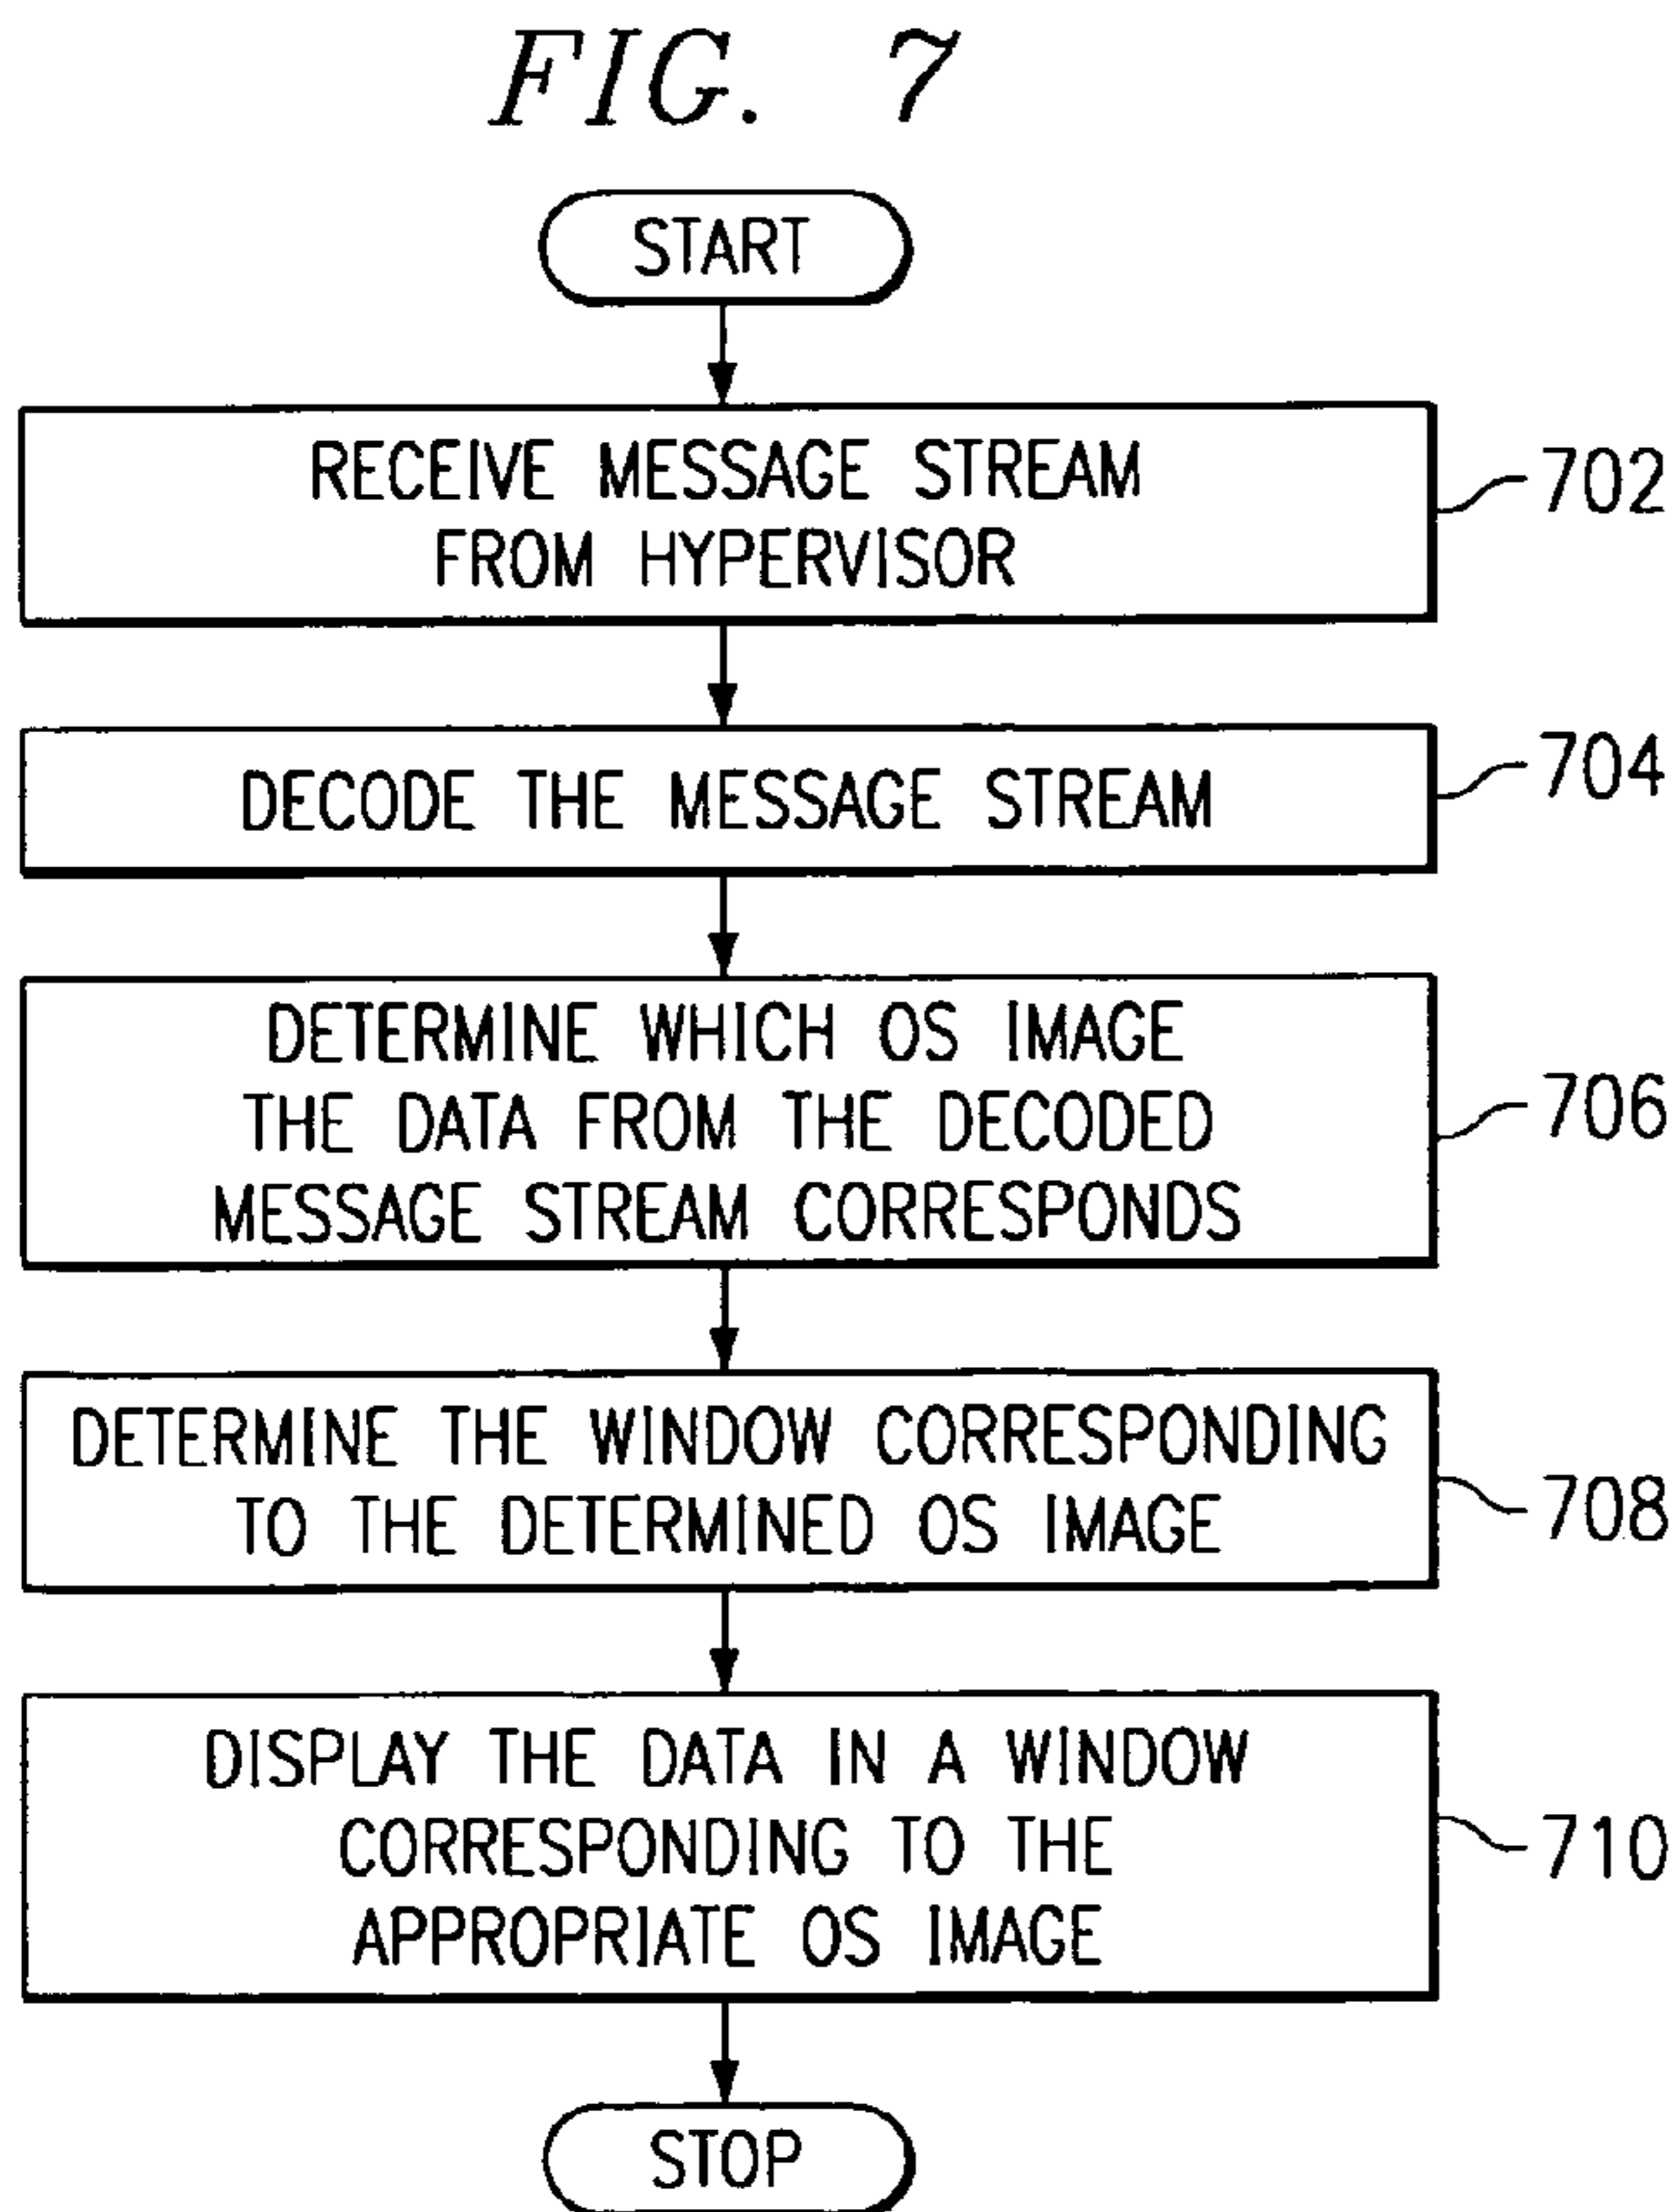 FIG. 7
START
RECEIVE MESSAGE STREAM
FROM HYPERVISOR
702
DECODE THE MESSAGE STREAM
704
DETERMINE WHICH OS IMAGE
THE DATA FROM THE DECODED
MESSAGE STREAM CORRESPONDS
706
DETERMINE THE WINDOW CORRESPONDING
TO THE DETERMINED OS IMAGE
708
DISPLAY THE DATA IN A WINDOW
CORRESPONDING TO THE
APPROPRIATE OS IMAGE
710
STOP